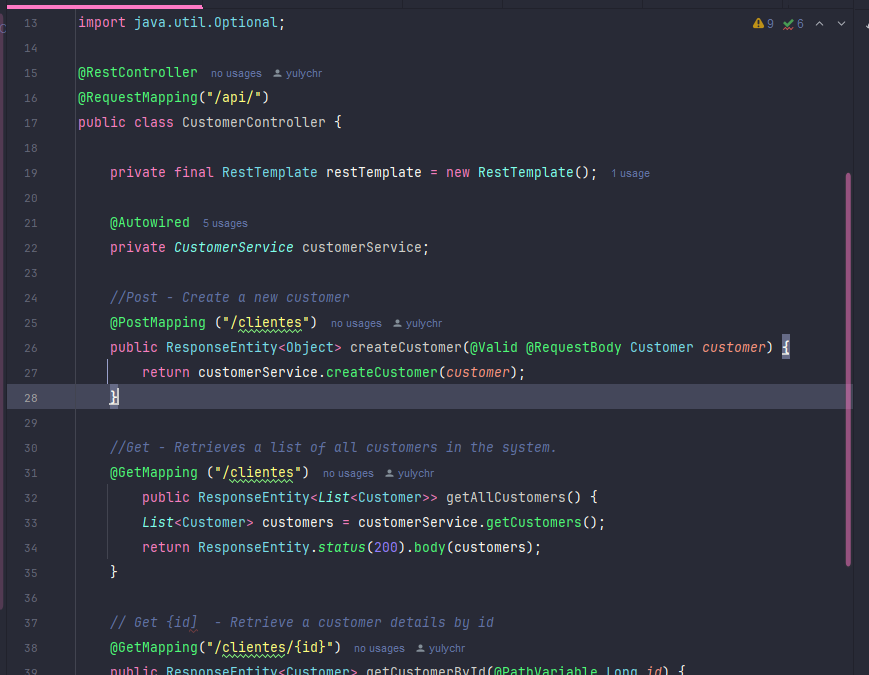 13 import java.util.Optional; 9 6
14
15 @RestController no usages yulychr
16 @RequestMapping("/api/")
17 public class CustomerController {
18
19 private final RestTemplate restTemplate = new RestTemplate(); 1 usage
20
21 @Autowired 5 usages
22 private CustomerService customerService;
23
24 //Post - Create a new customer
25 @PostMapping ("/clientes") no usages yulychr
26 public ResponseEntity<Object> createCustomer(@Valid @RequestBody Customer customer) {
27 return customerService.createCustomer(customer);
28 }
29
30 //Get - Retrieves a list of all customers in the system.
31 @GetMapping ("/clientes") no usages yulychr
32 public ResponseEntity<List<Customer>> getAllCustomers() {
33 List<Customer> customers = customerService.getCustomers();
34 return ResponseEntity.status(200).body(customers);
35 }
36
37 // Get {id]  - Retrieve a customer details by id
38 @GetMapping("/clientes/{id}") no usages yulychr
39 public ResponseEntity<Customer> getCustomerById(@PathVariable Long id) {